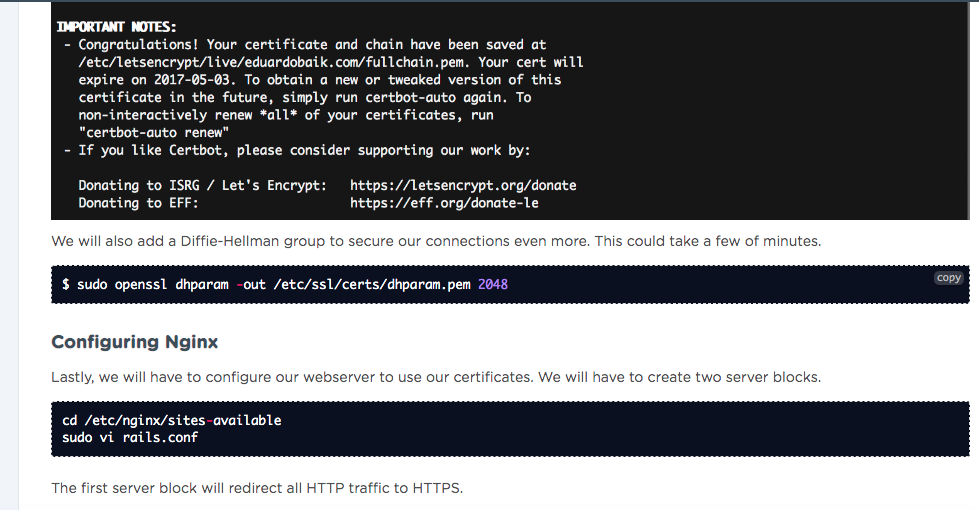 IMPORTANT NOTES:
- Congratulations! Your certificate and chain have been saved at
/etc/letsencrypt/live/eduardobaik.com/fullchain.pem. Your cert will
expire on 2017-05-03. To obtain a new or tweaked version of this
certificate in the future, simply run certbot-auto again. To
non-interactively renew *all* of your certificates, run
"certbot-auto renew"
- If you like Certbot, please consider supporting our work by:
Donating to ISRG / Let's Encrypt: https://letsencrypt.org/donate
Donating to EFF: https://eff.org/donate-le
We will also add a Diffie-Hellman group to secure our connections even more. This could take a few of minutes.
copy
$ sudo openssl dhparam -out /etc/ssl/certs/dhparam.pem 2048
Configuring Nginx
Lastly, we will have to configure our webserver to use our certificates. We will have to create two server blocks.
cd /etc/nginx/sites-available
sudo vi rails.conf
The first server block will redirect all HTTP traffic to HTTPS.